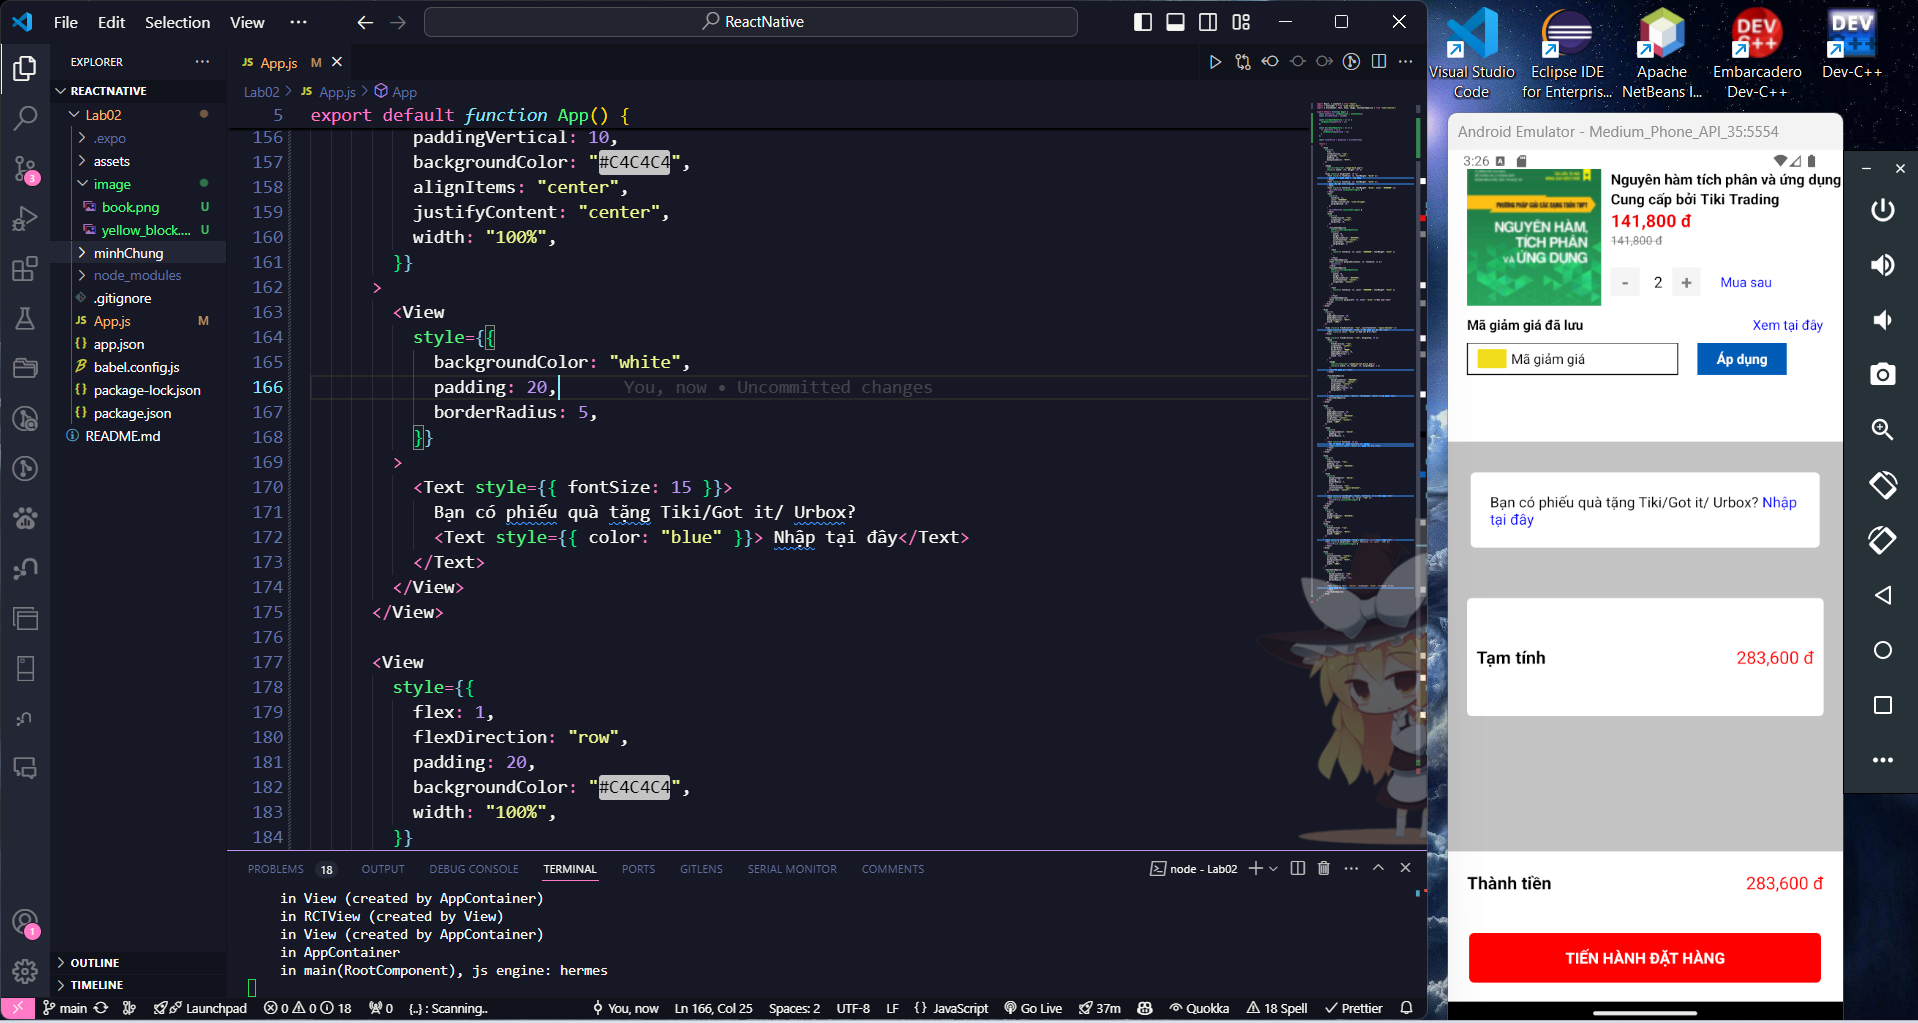 File Edit Selection View ··· ReactNative
EXPLORER ···
REACTNATIVE
Lab02
.expo
assets
image
book.png U
yellow_block.... U
minhChung
node_modules
.gitignore
JS App.js M
{} app.json
babel.config.js
{} package-lock.json
{} package.json
README.md
OUTLINE
TIMELINE
3
1
JS App.js M
Lab02 > JS App.js > App
5 export default function App() {
156 paddingVertical: 10,
157 backgroundColor: "#C4C4C4",
158 alignItems: "center",
159 justifyContent: "center",
160 width: "100%",
161 }}
162 >
163 <View
164 style={{
165 backgroundColor: "white",
166 padding: 20, You, now • Uncommitted changes
167 borderRadius: 5,
168 }}
169 >
170 <Text style={{ fontSize: 15 }}>
171 Bạn có phiếu quà tặng Tiki/Got it/ Urbox?
172 <Text style={{ color: "blue" }}> Nhập tại đây</Text>
173 </Text>
174 </View>
175 </View>
176
177 <View
178 style={{
179 flex: 1,
180 flexDirection: "row",
181 padding: 20,
182 backgroundColor: "#C4C4C4",
183 width: "100%",
184 }}
PROBLEMS 18 OUTPUT DEBUG CONSOLE TERMINAL PORTS GITLENS SERIAL MONITOR COMMENTS node - Lab02
in View (created by AppContainer)
in RCTView (created by View)
in View (created by AppContainer)
in AppContainer
in main(RootComponent), js engine: hermes
main Launchpad 0 0 18 0 {..} : Scanning.. You, now Ln 166, Col 25 Spaces: 2 UTF-8 LF {} JavaScript Go Live 37m Quokka 18 Spell Prettier
Visual Studio Code
Eclipse IDE for Enterpris...
Apache NetBeans I...
DEV C++
Embarcadero Dev-C++
DEV C++
Dev-C++
Android Emulator - Medium_Phone_API_35:5554
3:26
PHƯƠNG PHÁP GIẢI CÁC DẠNG TOÁN THPT
NGUYÊN HÀM,
TÍCH PHÂN
VÀ ỨNG DỤNG
Nguyên hàm tích phân và ứng dụng
Cung cấp bởi Tiki Trading
141,800 đ
141,800 đ
- 2 + Mua sau
Mã giảm giá đã lưu Xem tại đây
Mã giảm giá Áp dụng
Bạn có phiếu quà tặng Tiki/Got it/ Urbox? Nhập
tại đây
Tạm tính 283,600 đ
Thành tiền 283,600 đ
TIẾN HÀNH ĐẶT HÀNG